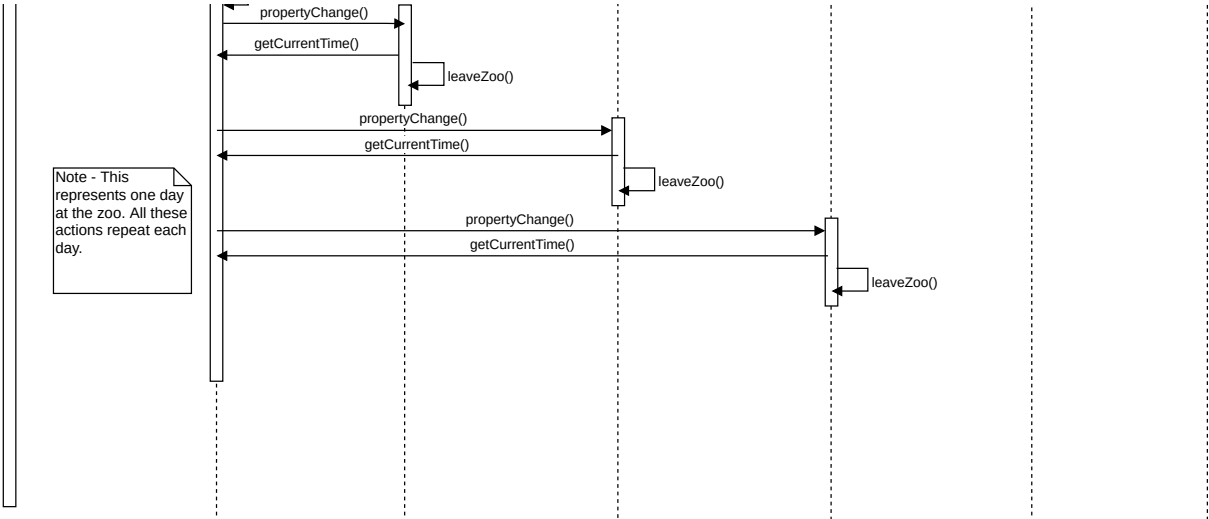 propertyChange()
getCurrentTime()
leaveZoo()
propertyChange()
getCurrentTime()
Note - This
represents one day
at the zoo. All these
actions repeat each
day.
leaveZoo()
propertyChange()
getCurrentTime()
leaveZoo()